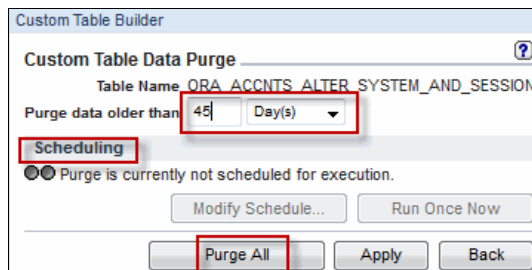 Custom Table Builder
Custom Table Data Purge
?
Table Name ORA_ACCNTS_ALTER_SYSTEM_AND_SESSION
Purge data older than 45 Day(s)
Scheduling
Purge is currently not scheduled for execution.
Modify Schedule... Run Once Now
Purge All Apply Back